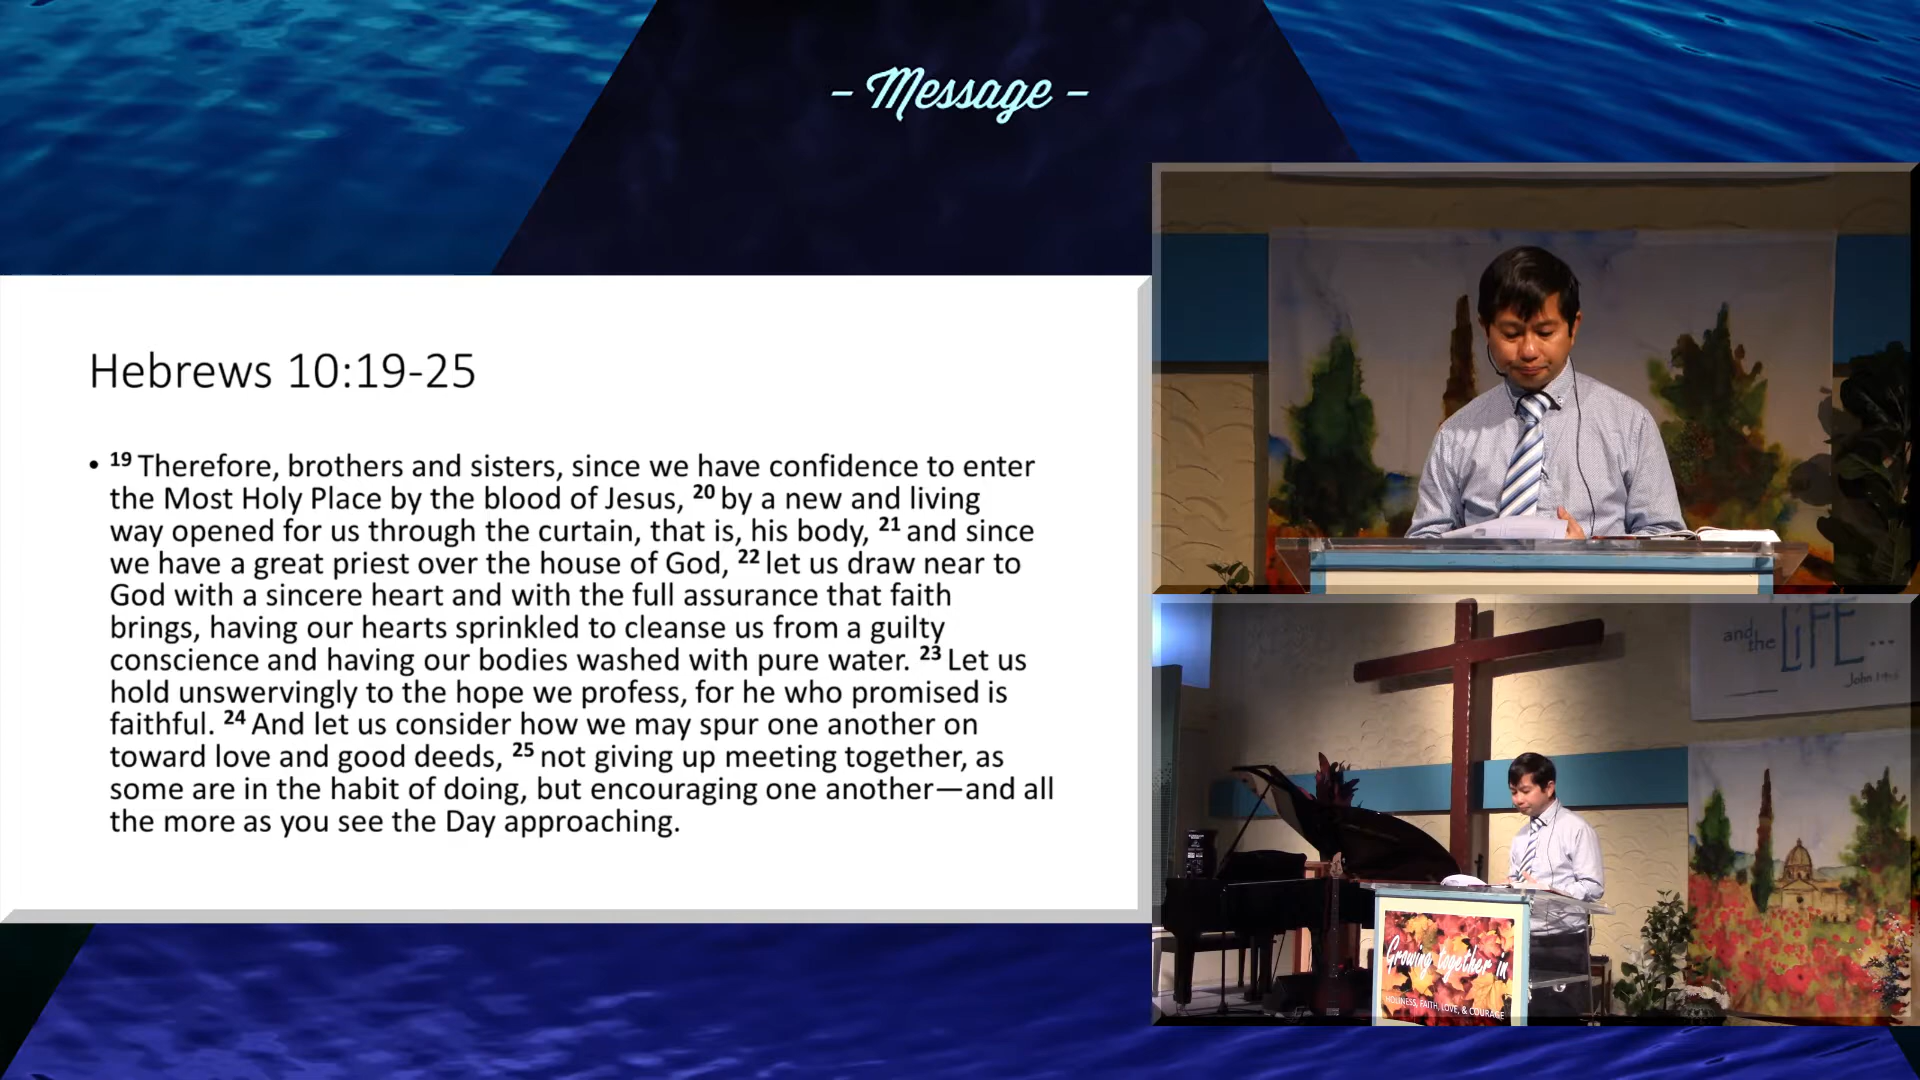 - Message -
Hebrews 10:19-25
• 19 Therefore, brothers and sisters, since we have confidence to enter
the Most Holy Place by the blood of Jesus, 20 by a new and living
way opened for us through the curtain, that is, his body, 21 and since
we have a great priest over the house of God, 22 let us draw near to
God with a sincere heart and with the full assurance that faith
brings, having our hearts sprinkled to cleanse us from a guilty
conscience and having our bodies washed with pure water. 23 Let us
hold unswervingly to the hope we profess, for he who promised is
faithful. 24 And let us consider how we may spur one another on
toward love and good deeds, 25 not giving up meeting together, as
some are in the habit of doing, but encouraging one another—and all
the more as you see the Day approaching.
and the LiFE...
John
Growing together in
HOLINESS, FAITH, LOVE, & COURAGE